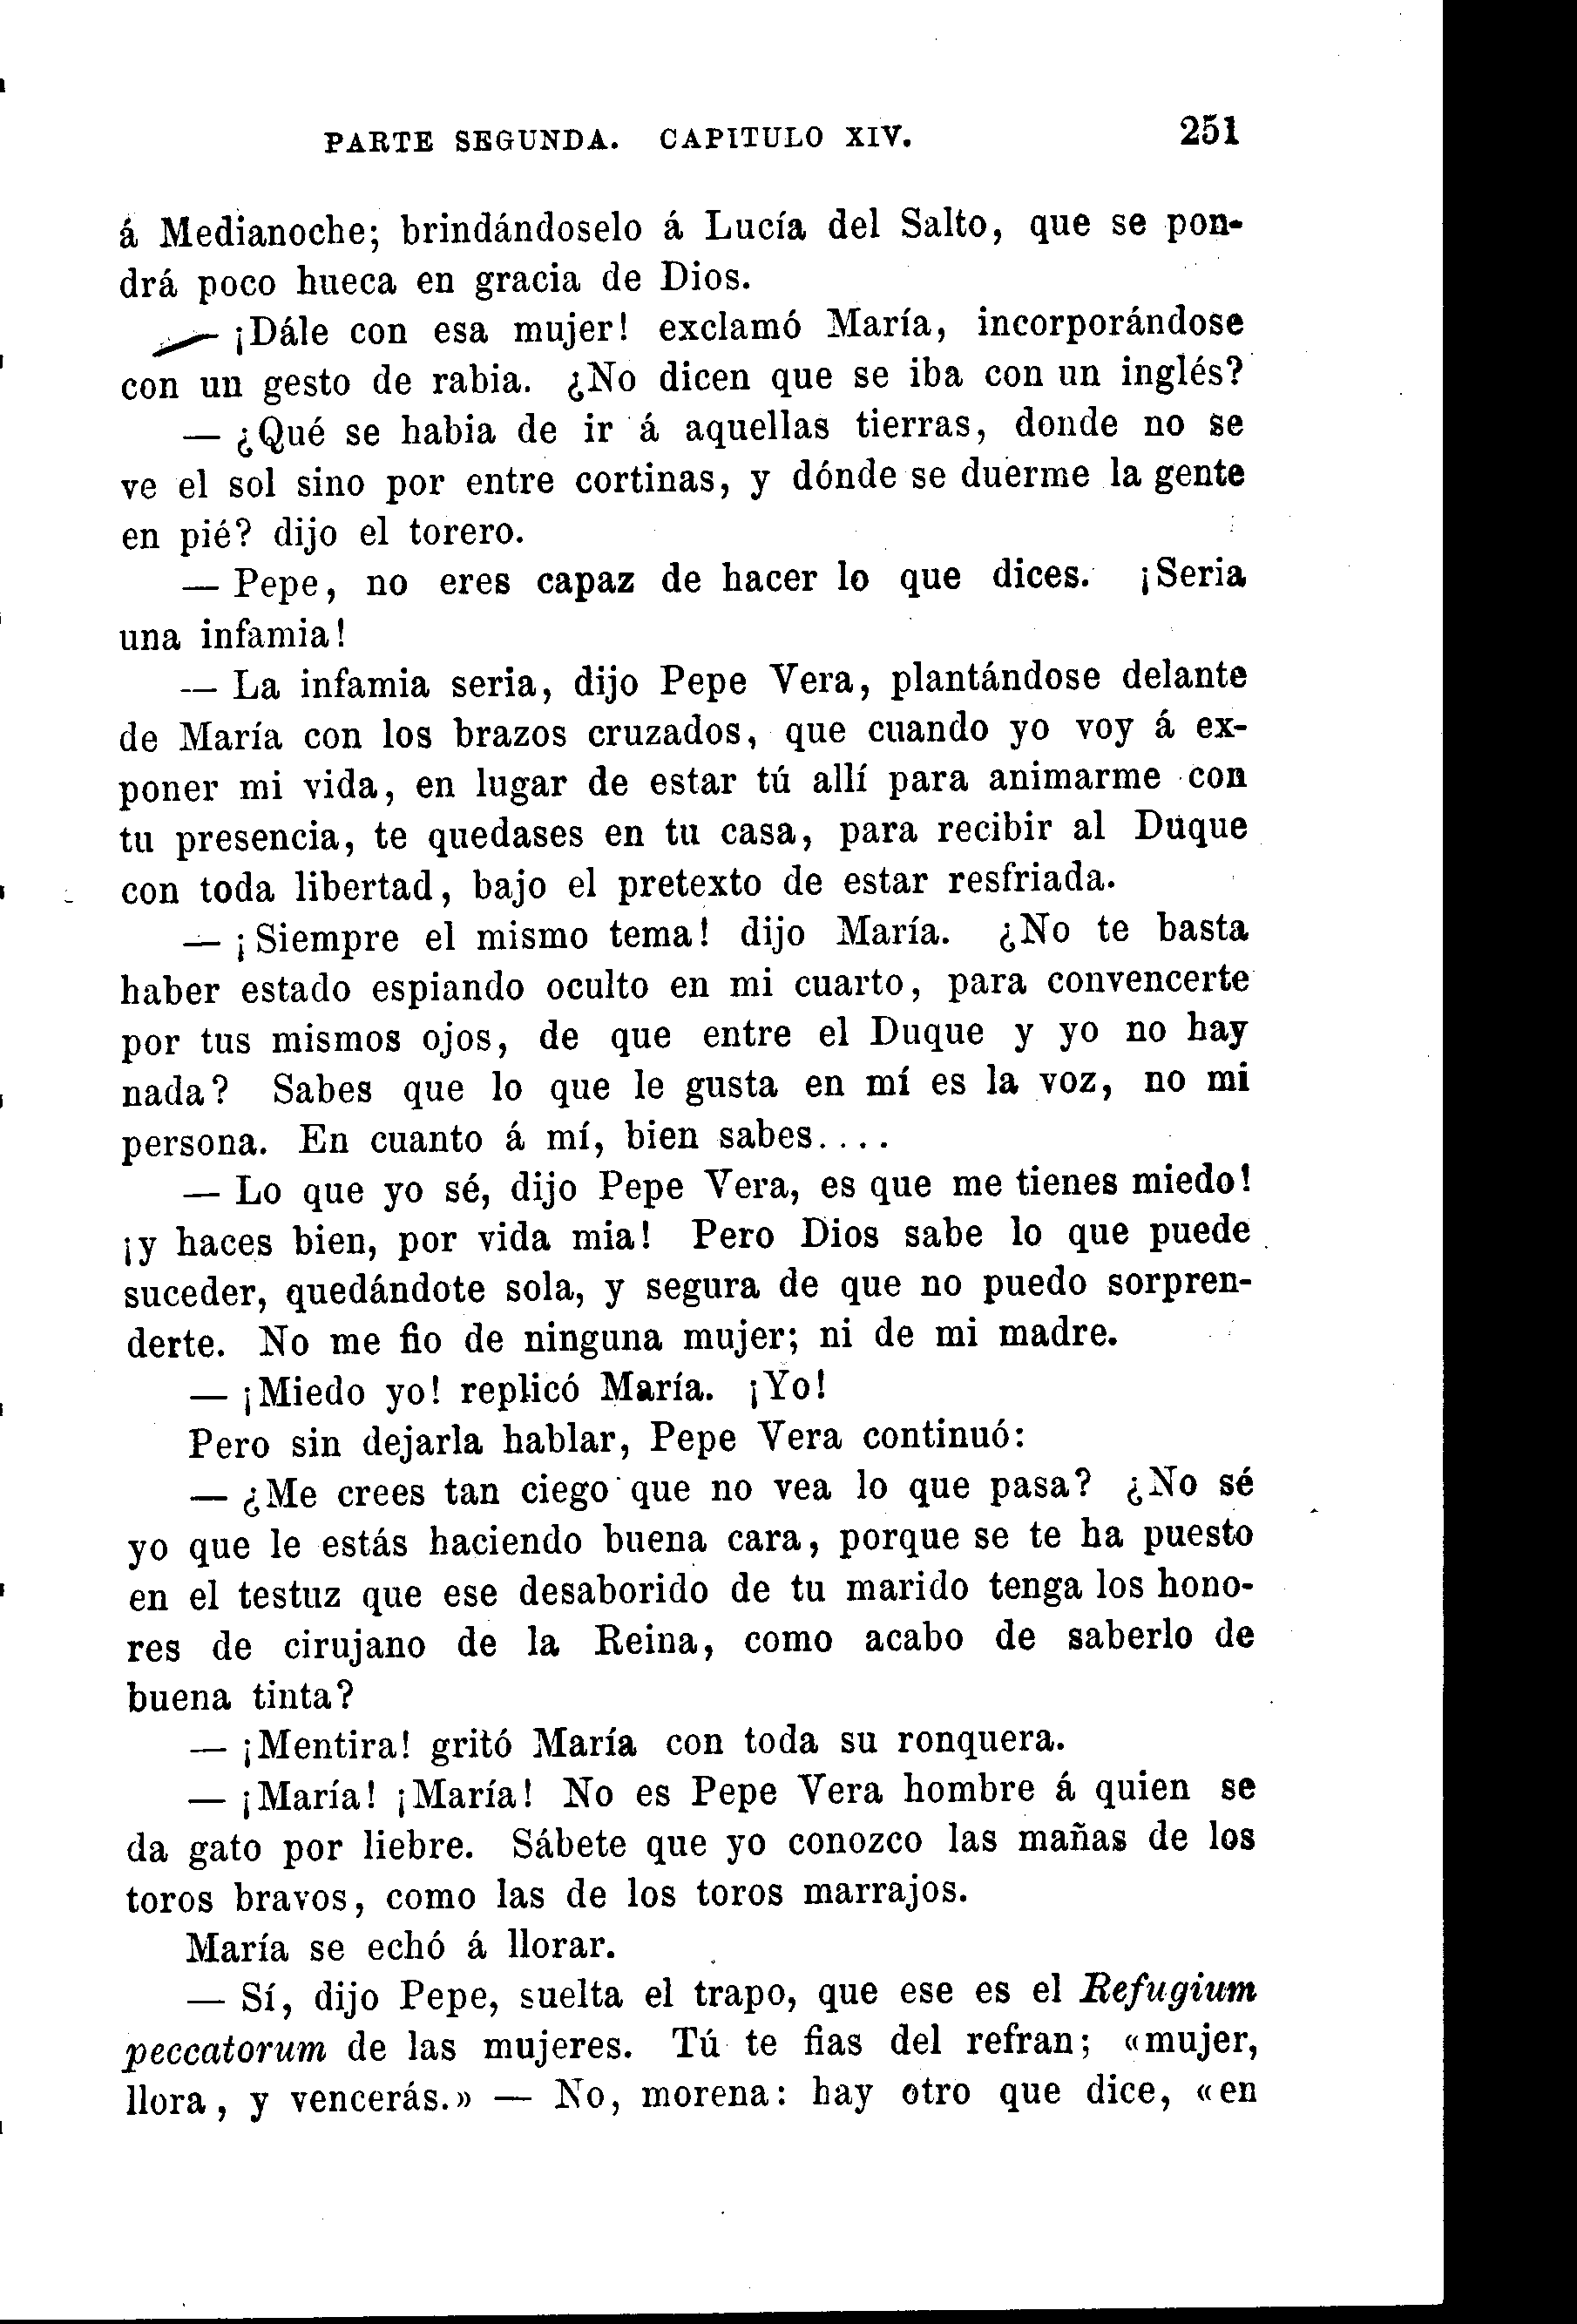 PARTE SEGUNDA. CAPITULO XIV. 251
á Medianoche; brindándoselo á Lucía del Salto, que se pon-
drá poco hueca en gracia de Dios.
— ¡Dále con esa mujer! exclamó María, incorporándose
con un gesto de rabia. ¿No dicen que se iba con un inglés?
— ¿Qué se habia de ir á aquellas tierras, donde no se
ve el sol sino por entre cortinas, y dónde se duerme la gente
en pié? dijo el torero.
— Pepe, no eres capaz de hacer lo que dices. ¡Seria
una infamia!
— La infamia seria, dijo Pepe Vera, plantándose delante
de María con los brazos cruzados, que cuando yo voy á ex-
poner mi vida, en lugar de estar tú allí para animarme con
tu presencia, te quedases en tu casa, para recibir al Duque
con toda libertad, bajo el pretexto de estar resfriada.
— ¡Siempre el mismo tema! dijo María. ¿No te basta
haber estado espiando oculto en mi cuarto, para convencerte
por tus mismos ojos, de que entre el Duque y yo no hay
nada? Sabes que lo que le gusta en mí es la voz, no mi
persona. En cuanto á mí, bien sabes....
— Lo que yo sé, dijo Pepe Vera, es que me tienes miedo!
¡y haces bien, por vida mia! Pero Dios sabe lo que puede
suceder, quedándote sola, y segura de que no puedo sorpren-
derte. No me fio de ninguna mujer; ni de mi madre.
— ¡Miedo yo! replicó María. ¡Yo!
Pero sin dejarla hablar, Pepe Vera continuó:
— ¿Me crees tan ciego que no vea lo que pasa? ¿No sé
yo que le estás haciendo buena cara, porque se te ha puesto
en el testuz que ese desaborido de tu marido tenga los hono-
res de cirujano de la Reina, como acabo de saberlo de
buena tinta?
— ¡Mentira! gritó María con toda su ronquera.
— ¡María! ¡María! No es Pepe Vera hombre á quien se
da gato por liebre. Sábete que yo conozco las mañas de los
toros bravos, como las de los toros marrajos.
María se echó á llorar.
— Sí, dijo Pepe, suelta el trapo, que ese es el Refugium
peccatorum de las mujeres. Tú te fias del refran; «mujer,
llora, y vencerás.» — No, morena: hay otro que dice, «en